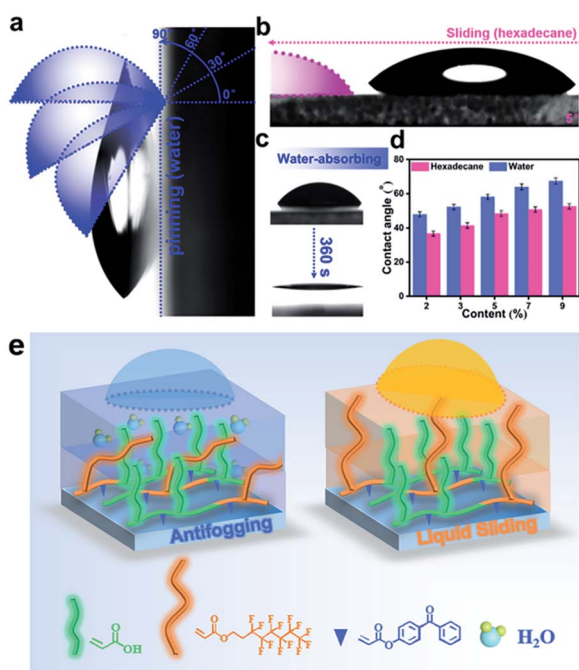 a
90
60°
30°
0°
pinning (water)
b
Sliding (hexadecane)
c
Water-absorbing
360 s
d
Hexadecane
Water
Contact angle (°)
80
60
40
20
0
2 3 5 7 9
Content (%)
e
Antifogging
Liquid Sliding
O
OH
O
O
F F F F F F
F
F
F F F F F F
O
O
O
H₂O